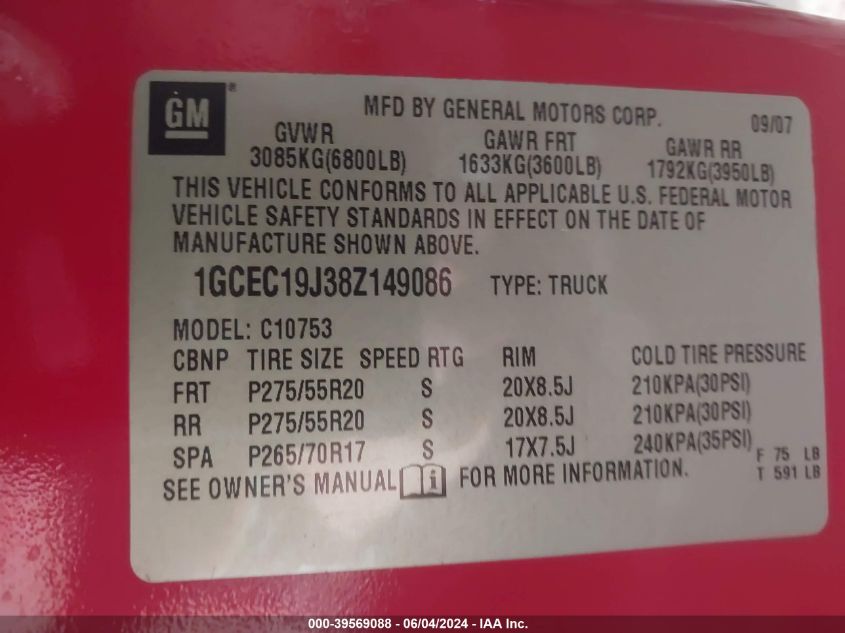 GM ®
MFD BY GENERAL MOTORS CORP. 09/07
GVWR GAWR FRT GAWR RR
3085KG(6800LB) 1633KG(3600LB) 1792KG(3950LB)
THIS VEHICLE CONFORMS TO ALL APPLICABLE U.S. FEDERAL MOTOR
VEHICLE SAFETY STANDARDS IN EFFECT ON THE DATE OF
MANUFACTURE SHOWN ABOVE.
1GCEC19J38Z149086 TYPE: TRUCK
MODEL: C10753
CBNP TIRE SIZE SPEED RTG RIM COLD TIRE PRESSURE
FRT P275/55R20 S 20X8.5J 210KPA(30PSI)
RR P275/55R20 S 20X8.5J 210KPA(30PSI)
SPA P265/70R17 S 17X7.5J 240KPA(35PSI)
F 75 LB
T 591 LB
SEE OWNER'S MANUAL i FOR MORE INFORMATION.
000-39569088 - 06/04/2024 - IAA Inc.